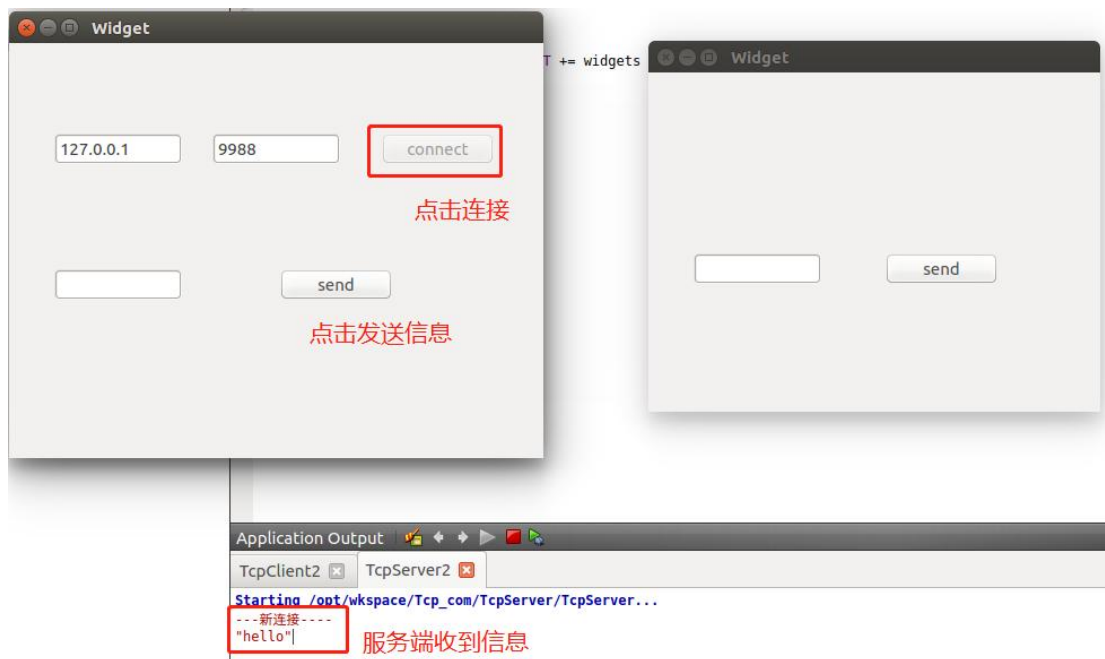 Widget
T += widgets
Widget
127.0.0.1
9988
connect
点击连接
send
send
点击发送信息
Application Output
TcpClient2
TcpServer2
Starting /opt/wkspace/Tcp_com/TcpServer/TcpServer...
---新连接----
"hello"
服务端收到信息